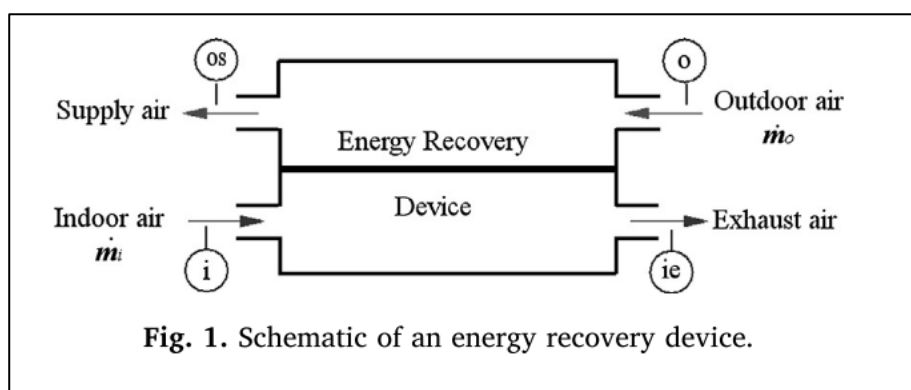 os
o
Supply air
Outdoor air
ṁₒ
Energy Recovery
Device
Indoor air
ṁᵢ
Exhaust air
i
ie
Fig. 1. Schematic of an energy recovery device.